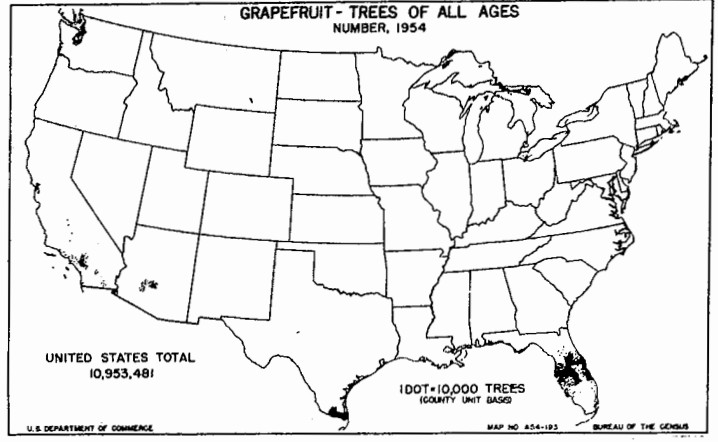 GRAPEFRUIT - TREES OF ALL AGES
NUMBER, 1954
UNITED STATES TOTAL
10,953,481
1 DOT=10,000 TREES
(COUNTY UNIT BASIS)
U.S. DEPARTMENT OF COMMERCE
MAP NO A54-193
BUREAU OF THE CENSUS